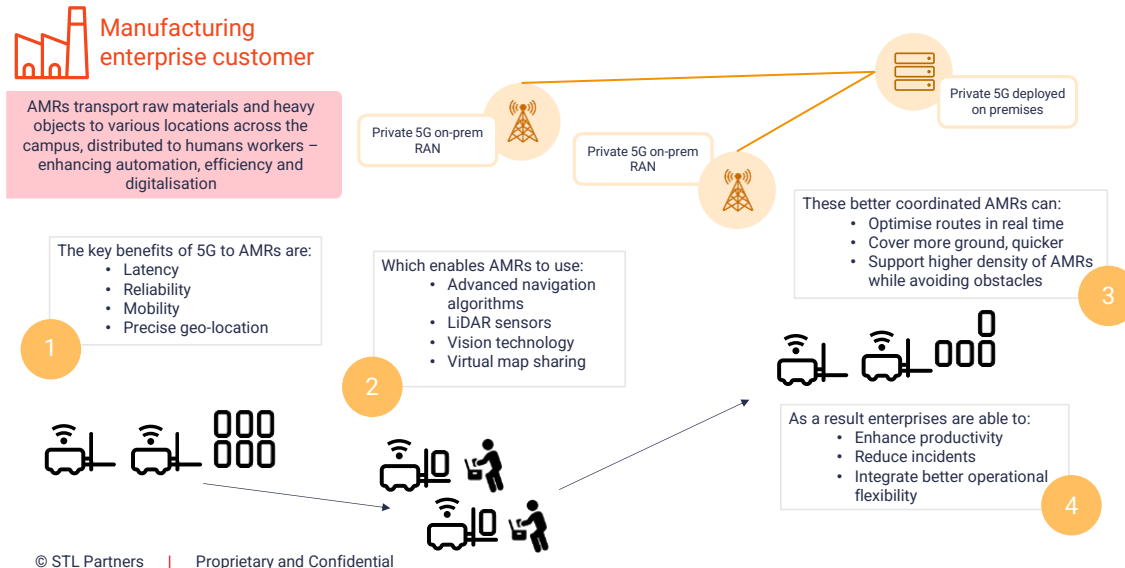 Manufacturing
enterprise customer
AMRs transport raw materials and heavy
objects to various locations across the
campus, distributed to humans workers –
enhancing automation, efficiency and
digitalisation
Private 5G on-prem
RAN
Private 5G on-prem
RAN
Private 5G deployed
on premises
The key benefits of 5G to AMRs are:
• Latency
• Reliability
• Mobility
• Precise geo-location
1
Which enables AMRs to use:
• Advanced navigation
algorithms
• LiDAR sensors
• Vision technology
• Virtual map sharing
2
These better coordinated AMRs can:
• Optimise routes in real time
• Cover more ground, quicker
• Support higher density of AMRs
while avoiding obstacles
3
As a result enterprises are able to:
• Enhance productivity
• Reduce incidents
• Integrate better operational
flexibility
4
© STL Partners | Proprietary and Confidential